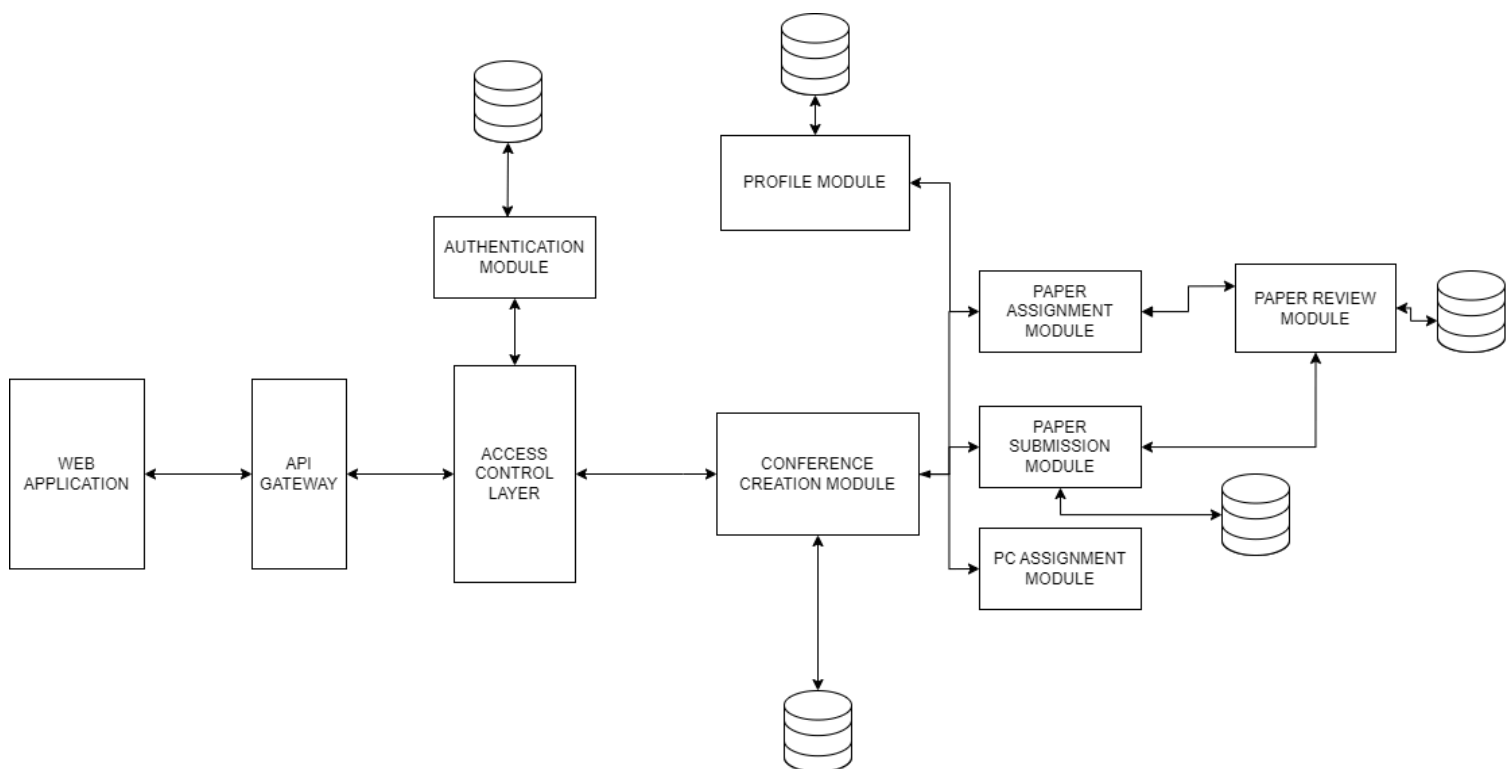 PROFILE MODULE
AUTHENTICATION
MODULE
PAPER
ASSIGNMENT
MODULE
PAPER REVIEW
MODULE
WEB
APPLICATION
API
GATEWAY
ACCESS
CONTROL
LAYER
CONFERENCE
CREATION MODULE
PAPER
SUBMISSION
MODULE
PC ASSIGNMENT
MODULE